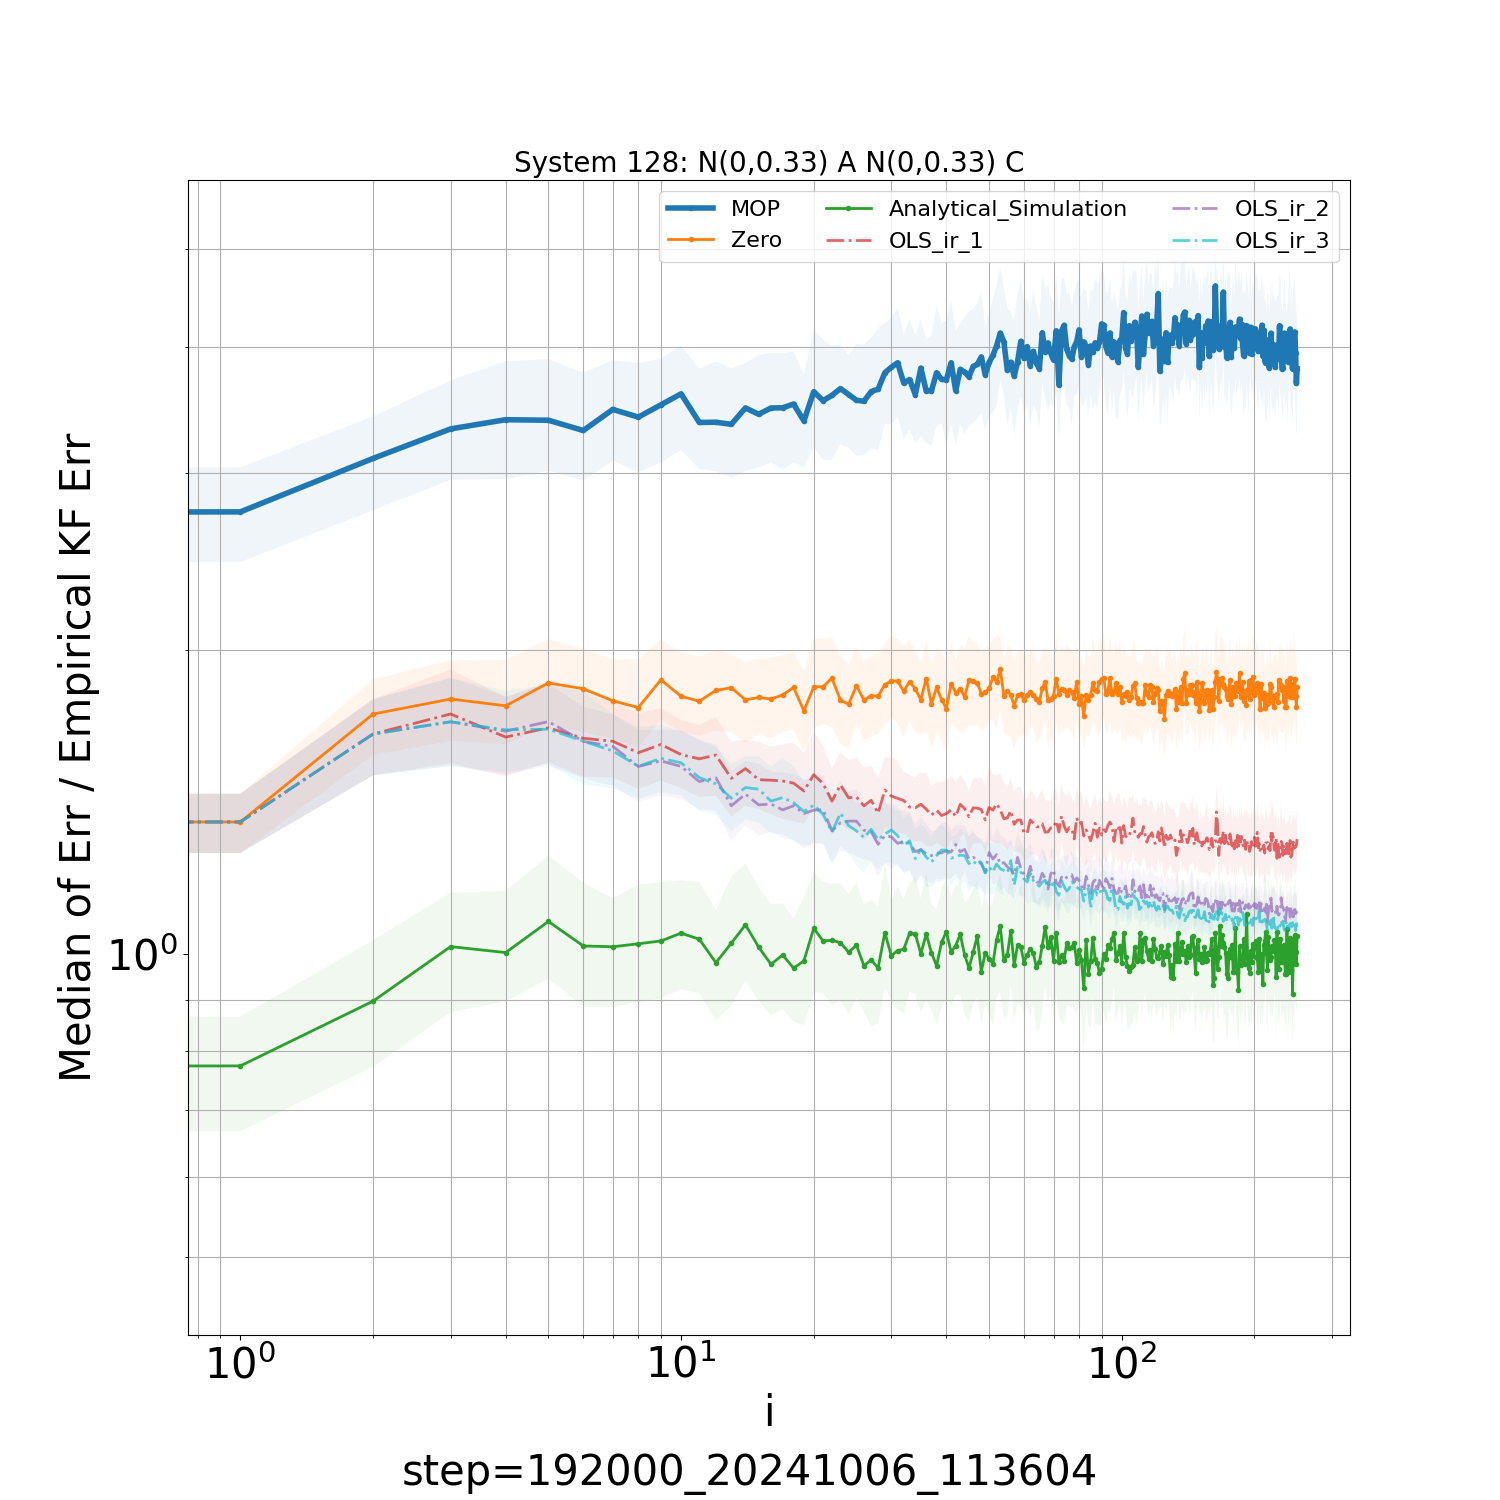 System 128: N(0,0.33) A N(0,0.33) C
MOP
Zero
Analytical_Simulation
OLS_ir_1
OLS_ir_2
OLS_ir_3
Median of Err / Empirical KF Err
10⁰
10⁰ 10¹ 10²
i
step=192000_20241006_113604